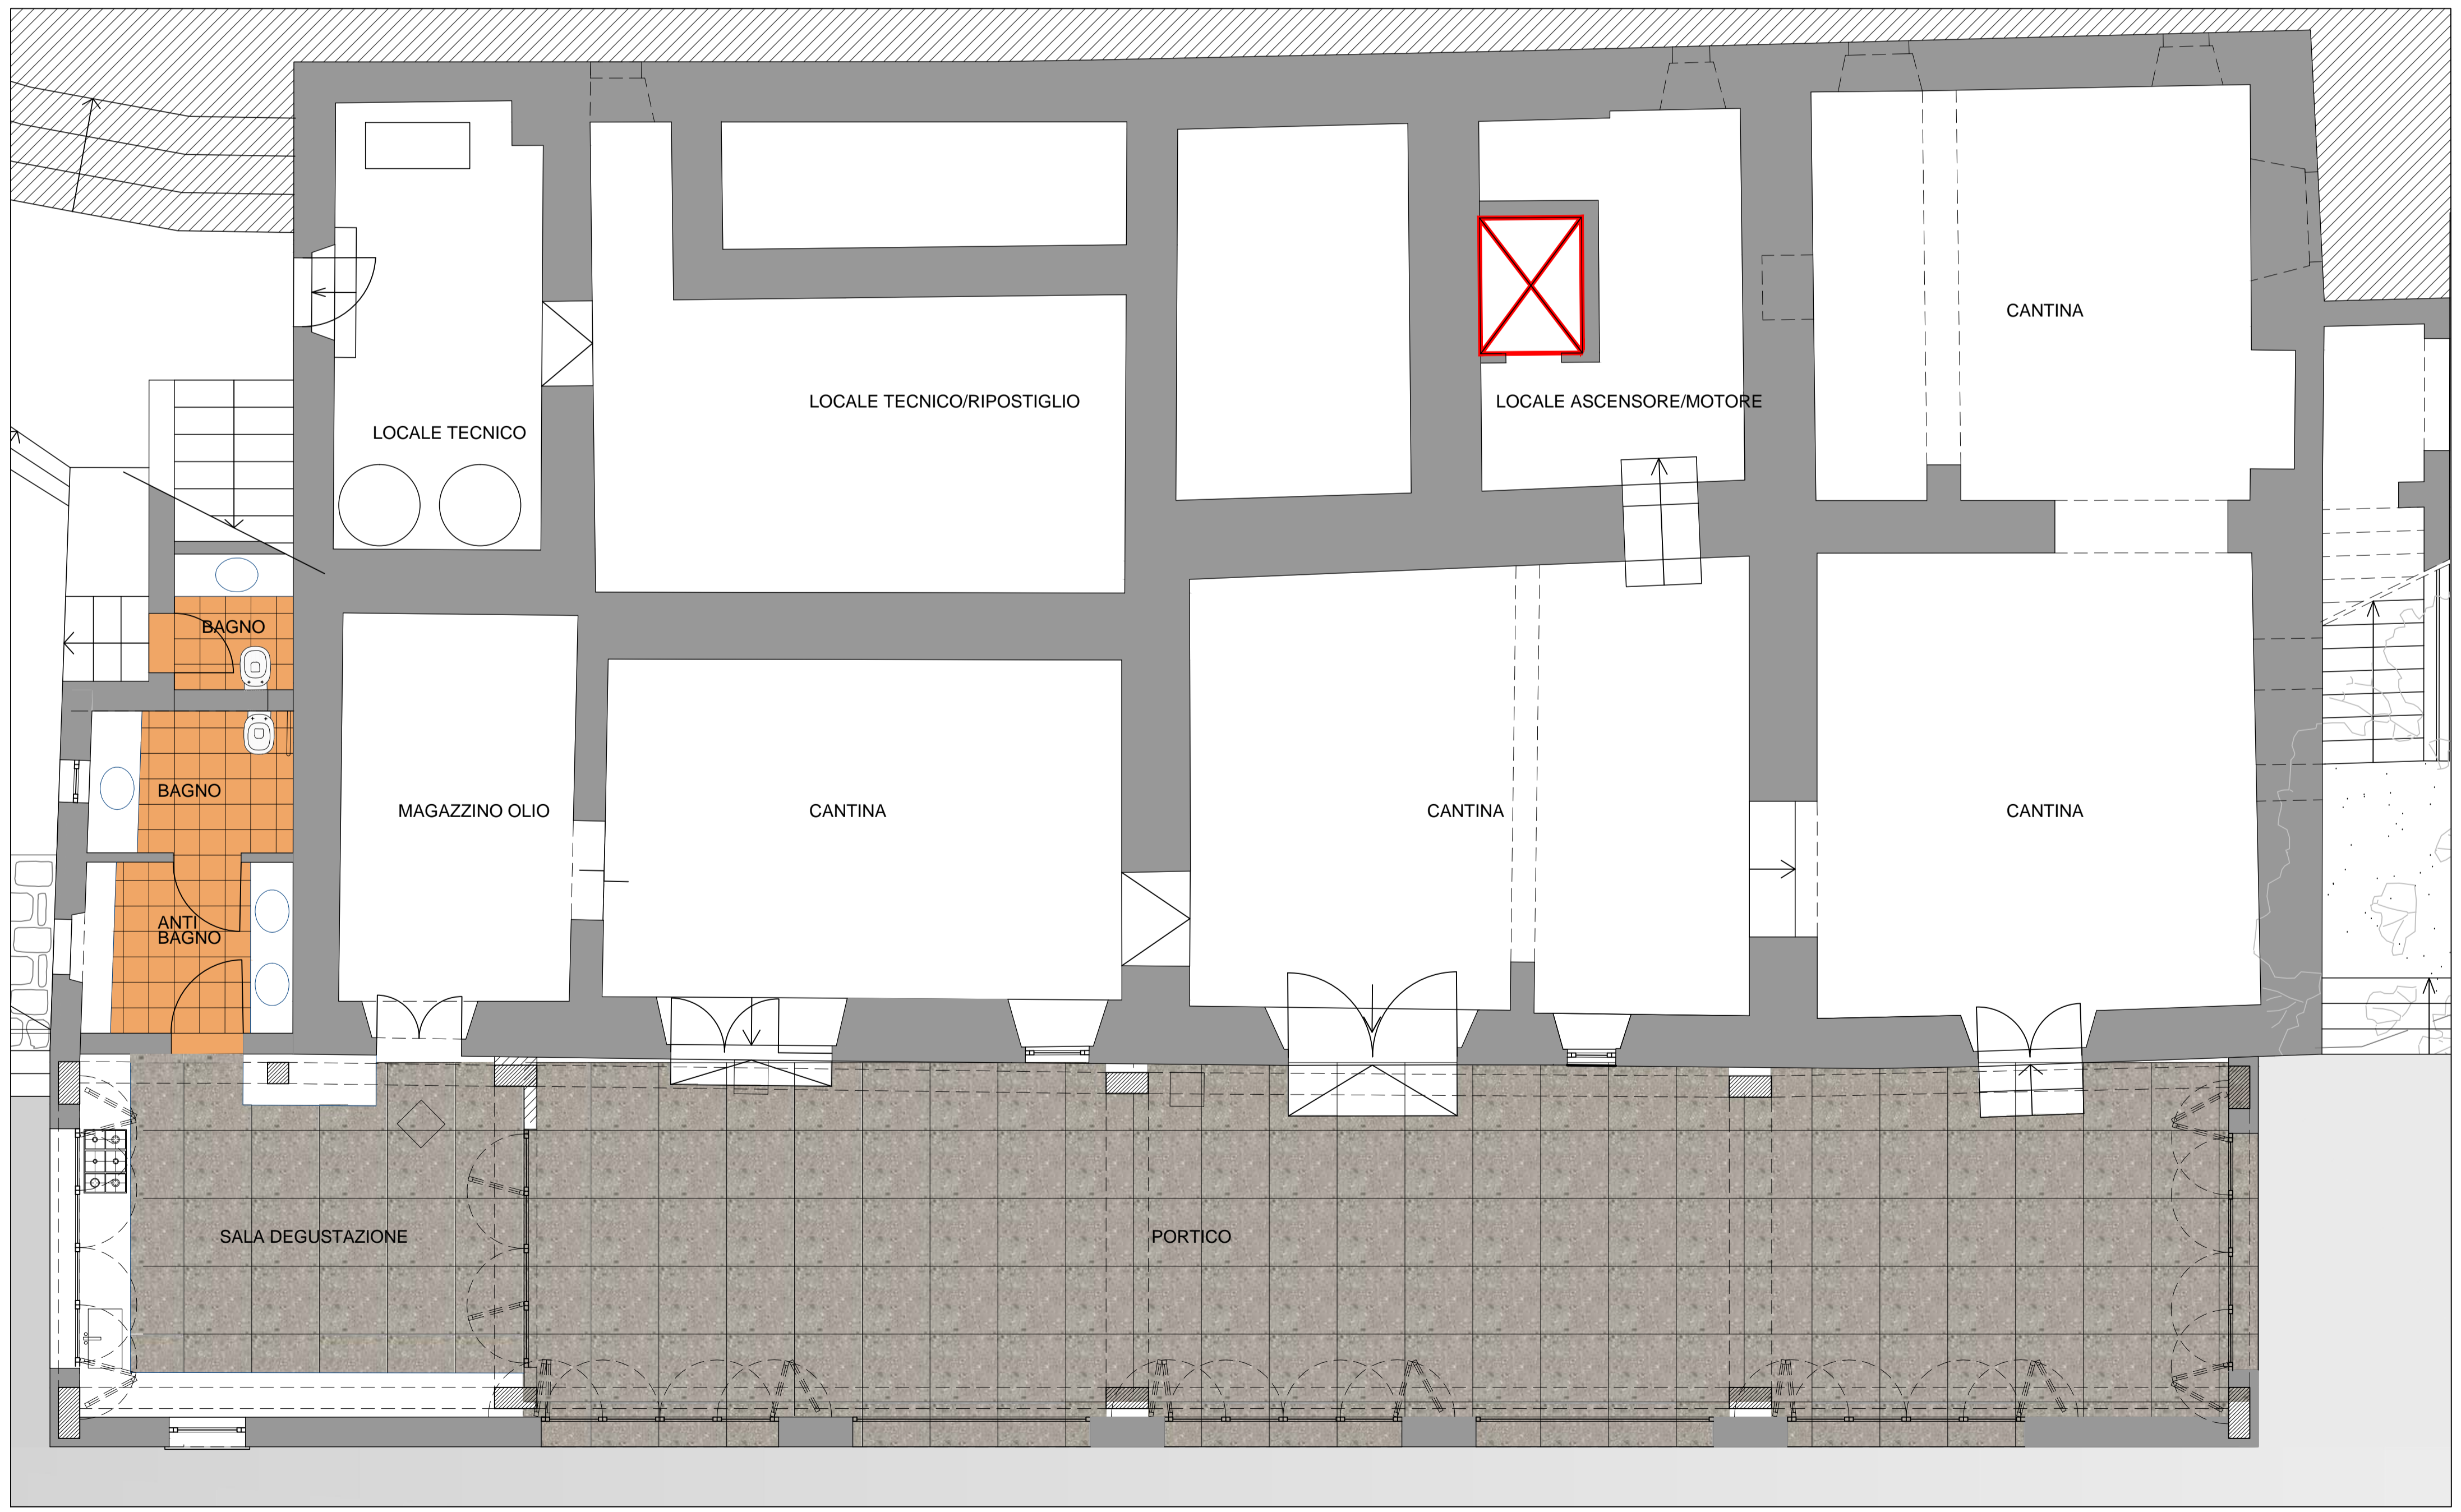 CANTINA
LOCALE TECNICO/RIPOSTIGLIO
LOCALE ASCENSORE/MOTORE
LOCALE TECNICO
BAGNO
BAGNO
MAGAZZINO OLIO
CANTINA
CANTINA
CANTINA
ANTI
BAGNO
SALA DEGUSTAZIONE
PORTICO